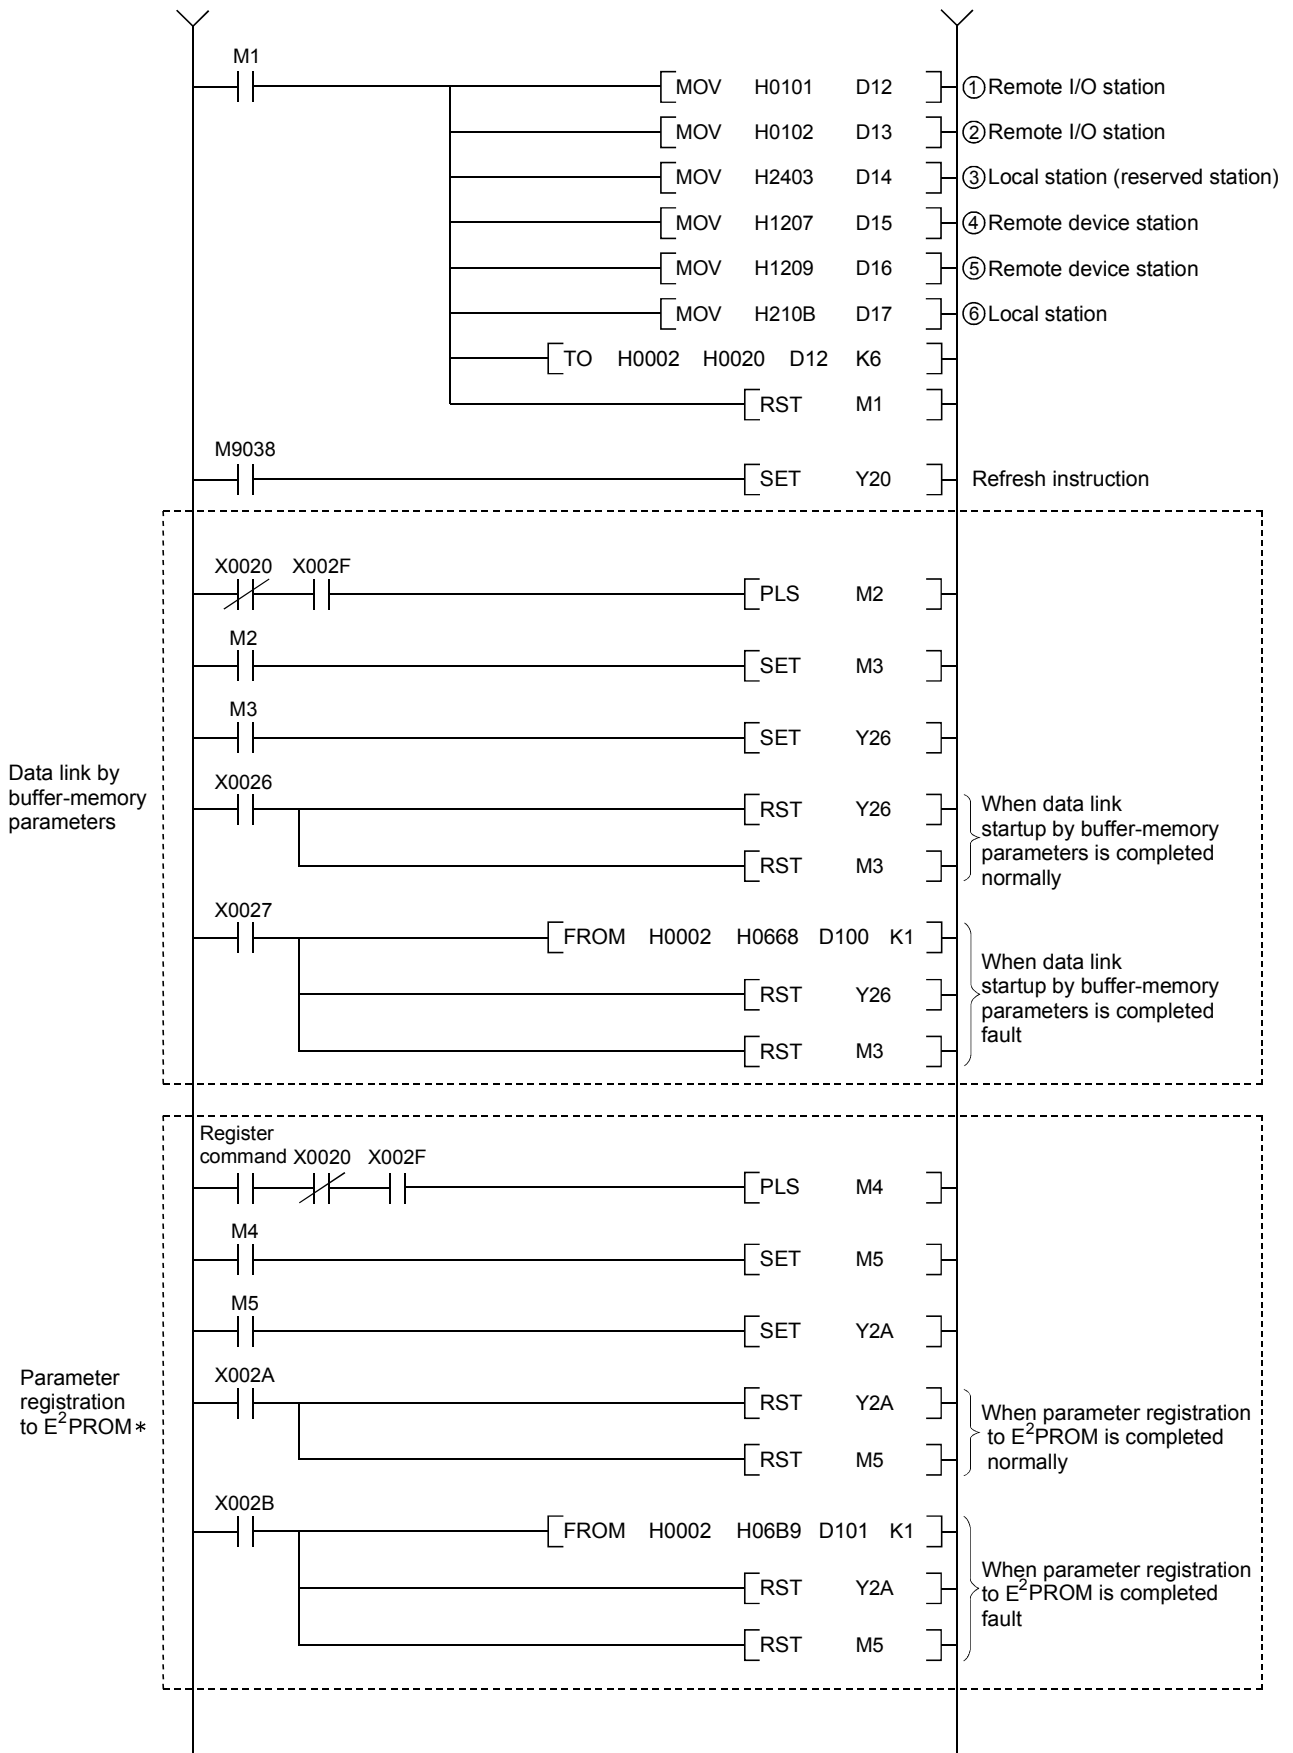 M1
MOV H0101 D12 ①Remote I/O station
MOV H0102 D13 ②Remote I/O station
MOV H2403 D14 ③Local station (reserved station)
MOV H1207 D15 ④Remote device station
MOV H1209 D16 ⑤Remote device station
MOV H210B D17 ⑥Local station
TO H0002 H0020 D12 K6
RST M1
M9038
SET Y20 Refresh instruction
Data link by
buffer-memory
parameters
X0020 X002F
PLS M2
M2
SET M3
M3
SET Y26
X0026
RST Y26
RST M3
When data link
startup by buffer-memory
parameters is completed
normally
X0027
FROM H0002 H0668 D100 K1
RST Y26
RST M3
When data link
startup by buffer-memory
parameters is completed
fault
Parameter
registration
to E²PROM*
Register
command X0020 X002F
PLS M4
M4
SET M5
M5
SET Y2A
X002A
RST Y2A
RST M5
When parameter registration
to E²PROM is completed
normally
X002B
FROM H0002 H06B9 D101 K1
RST Y2A
RST M5
When parameter registration
to E²PROM is completed
fault